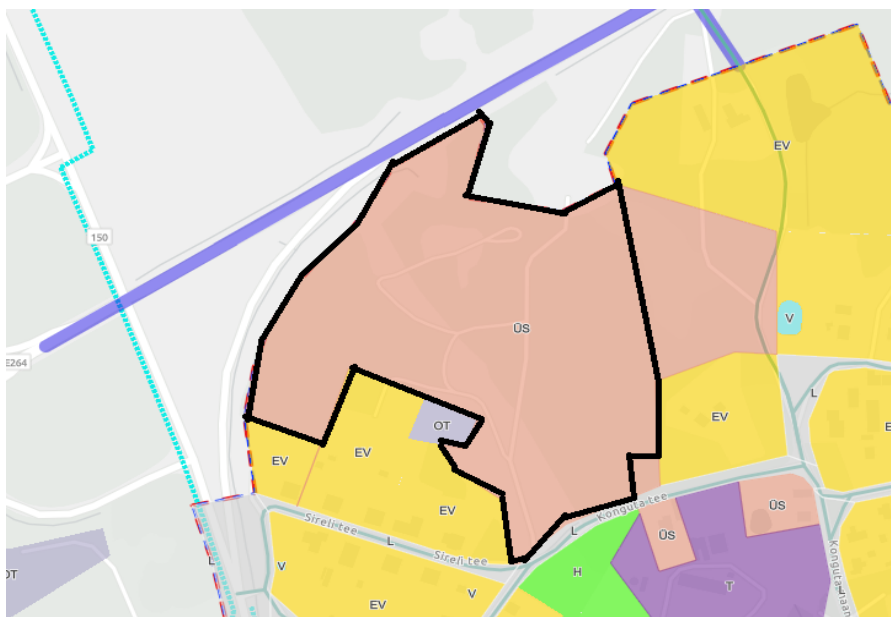 EV
150
V
ÜS
E264
L
EV
OT
EV
EV
EV
Konguta tee
ÜS
ÜS
Sireli tee
L
L
Sireli tee
L
OT
V
H
T
V
EV